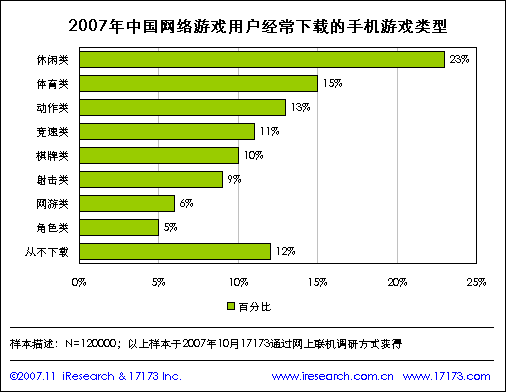 2007年中国网络游戏用户经常下载的手机游戏类型
休闲类 23%
体育类 15%
动作类 13%
竞速类 11%
棋牌类 10%
射击类 9%
网游类 6%
角色类 5%
从不下载 12%
0% 5% 10% 15% 20% 25%
百分比
样本描述：N=120000；以上样本于2007年10月17173通过网上联机调研方式获得
©2007.11 iResearch & 17173 Inc. www.iresearch.com.cn www.17173.com